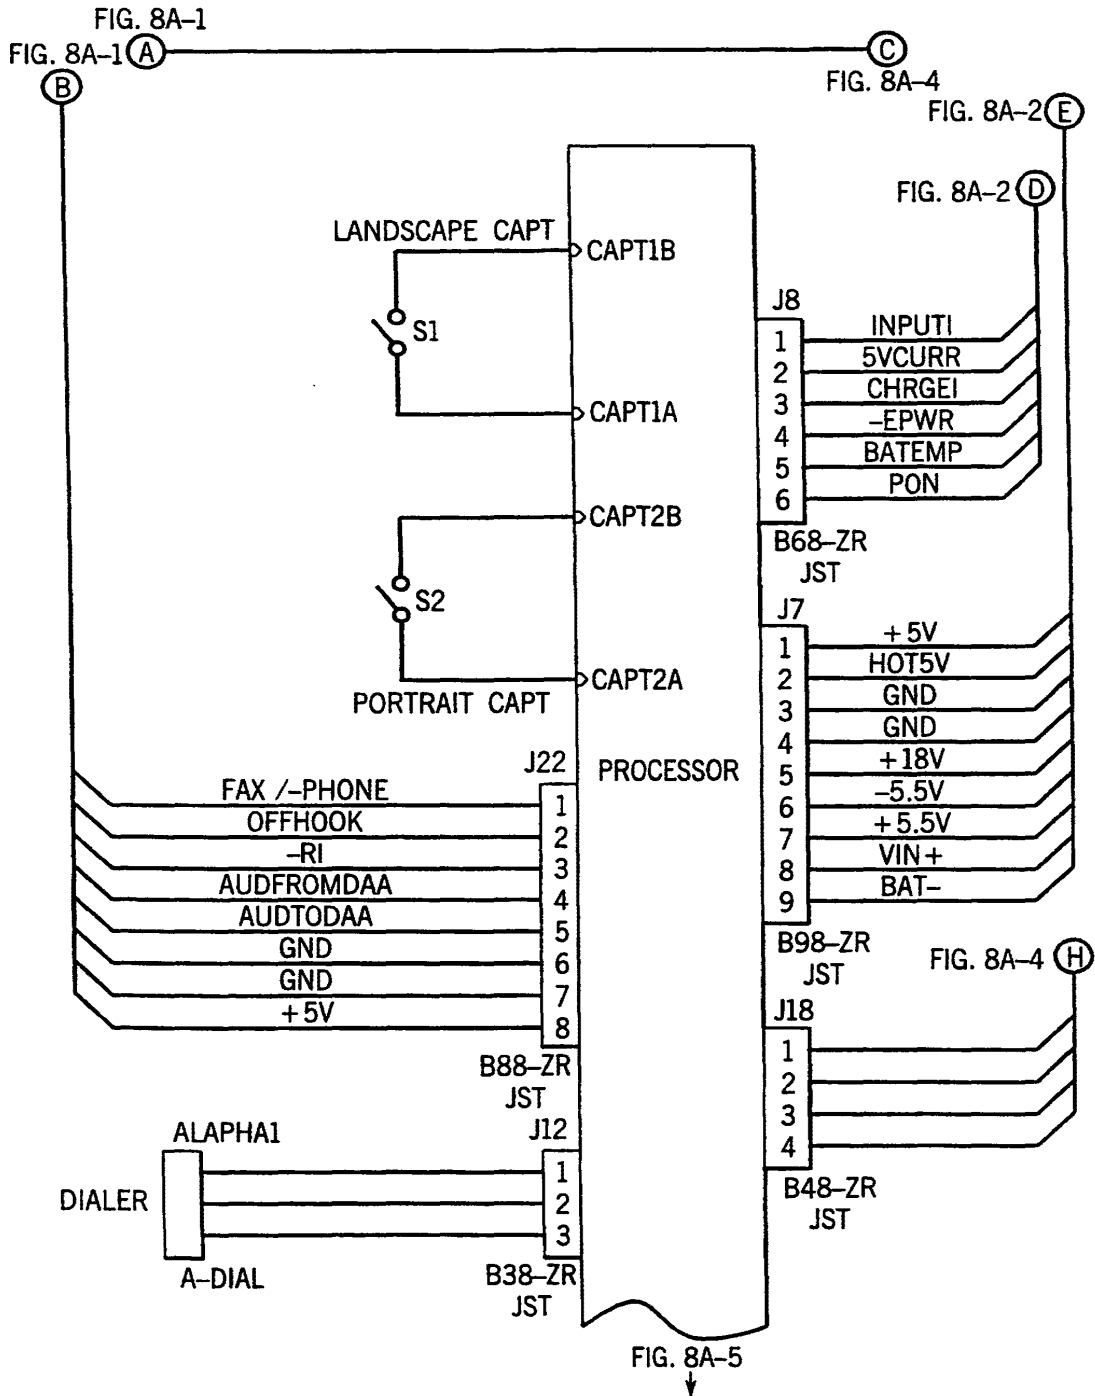 FIG. 8A–1
FIG. 8A–1 A
B
C
FIG. 8A–4
FIG. 8A–2 E
FIG. 8A–2 D
LANDSCAPE CAPT
CAPT1B
S1
CAPT1A
CAPT2B
S2
CAPT2A
PORTRAIT CAPT
PROCESSOR
J8
1 INPUTI
2 5VCURR
3 CHRGEI
4 –EPWR
5 BATEMP
6 PON
B68–ZR
JST
J7
1 +5V
2 HOT5V
3 GND
4 GND
5 +18V
6 –5.5V
7 +5.5V
8 VIN+
9 BAT–
B98–ZR
JST
J22
FAX /–PHONE 1
OFFHOOK 2
–RI 3
AUDFROMDAA 4
AUDTODAA 5
GND 6
GND 7
+5V 8
B88–ZR
JST
FIG. 8A–4 H
J18
1
2
3
4
B48–ZR
JST
ALAPHA1
DIALER
A–DIAL
J12
1
2
3
B38–ZR
JST
FIG. 8A–5